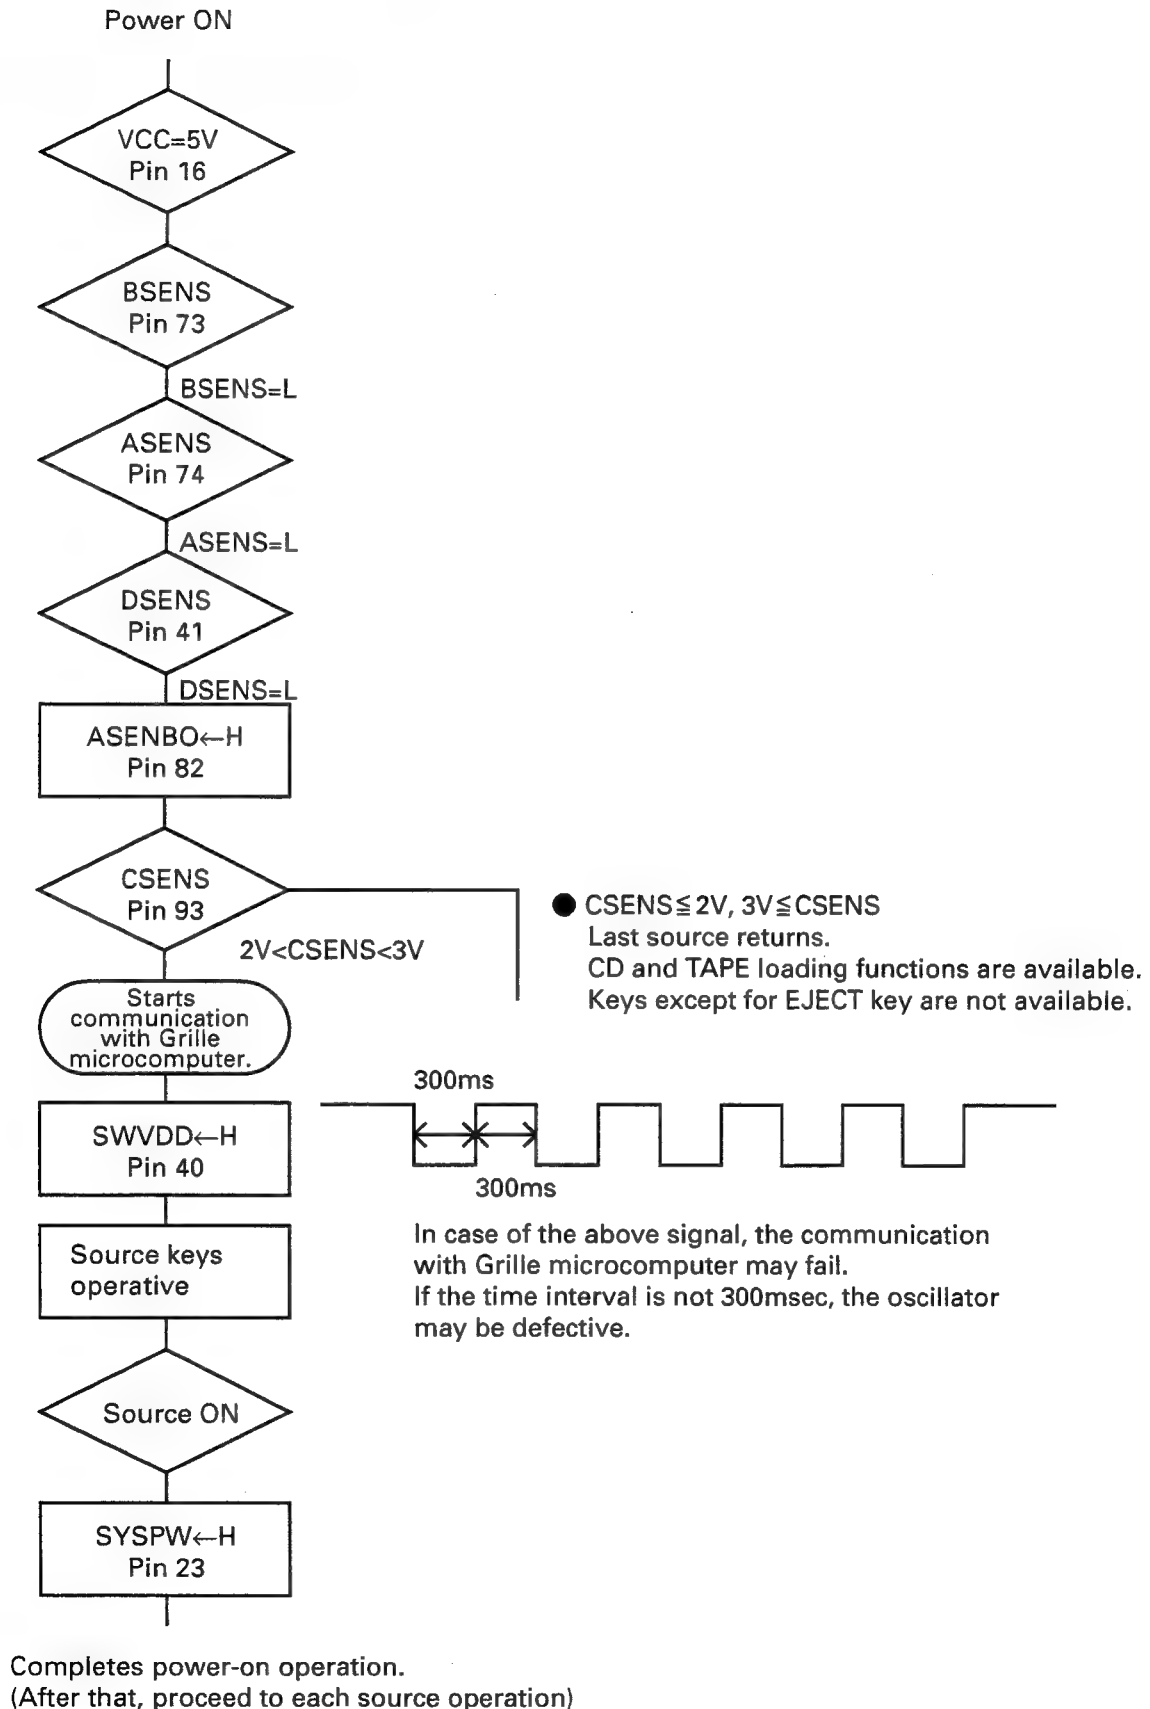 Power ON
VCC=5V
Pin 16
BSENS
Pin 73
BSENS=L
ASENS
Pin 74
ASENS=L
DSENS
Pin 41
DSENS=L
ASENBO←H
Pin 82
CSENS
Pin 93
2V<CSENS<3V
● CSENS≦2V, 3V≦CSENS
Last source returns.
CD and TAPE loading functions are available.
Keys except for EJECT key are not available.
Starts
communication
with Grille
microcomputer.
300ms
SWVDD←H
Pin 40
300ms
In case of the above signal, the communication
with Grille microcomputer may fail.
If the time interval is not 300msec, the oscillator
may be defective.
Source keys
operative
Source ON
SYSPW←H
Pin 23
Completes power-on operation.
(After that, proceed to each source operation)